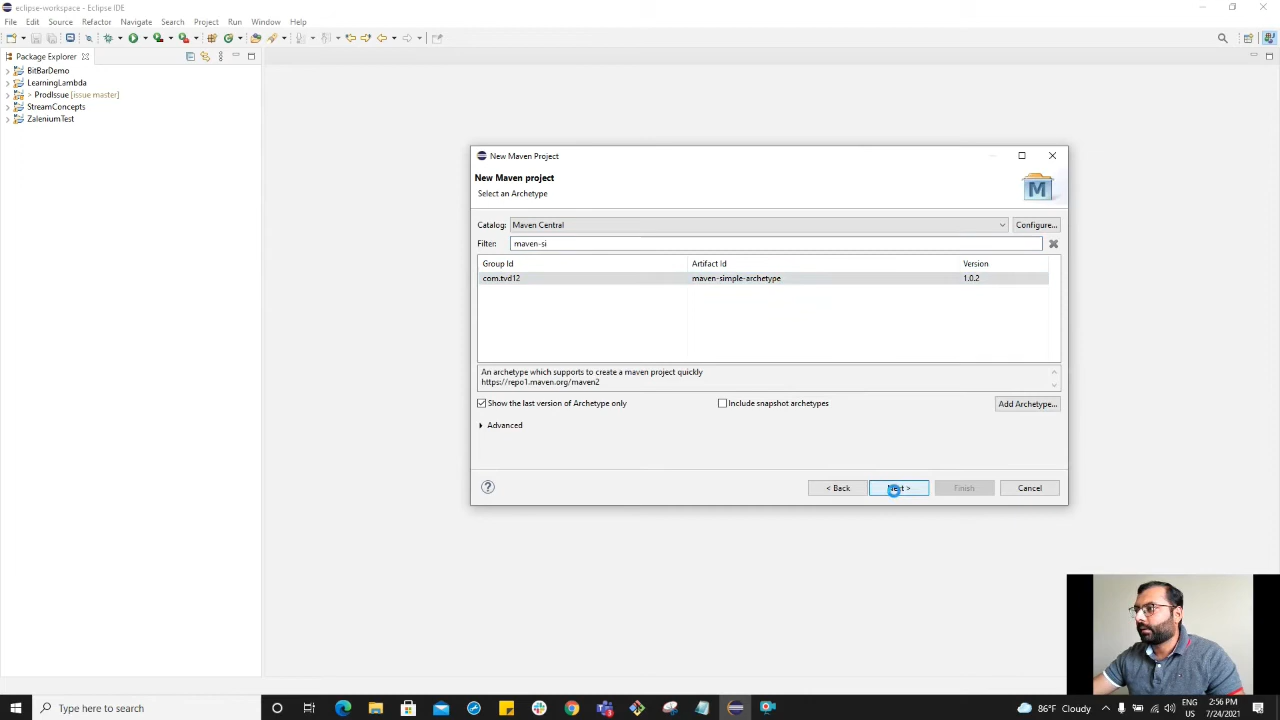 eclipse-workspace - Eclipse IDE
File Edit Source Refactor Navigate Search Project Run Window Help
Package Explorer
BitBarDemo
LearningLambda
> ProdIssue [issue master]
StreamConcepts
ZaleniumTest
New Maven Project
New Maven project
Select an Archetype
M
Catalog: Maven Central Configure...
Filter: maven-si
Group Id Artifact Id Version
com.tvd12 maven-simple-archetype 1.0.2
An archetype which supports to create a maven project quickly
https://repo1.maven.org/maven2
Show the last version of Archetype only Include snapshot archetypes Add Archetype...
Advanced
? < Back Next > Finish Cancel
Type here to search
86°F Cloudy
ENG
US
2:56 PM
7/24/2021